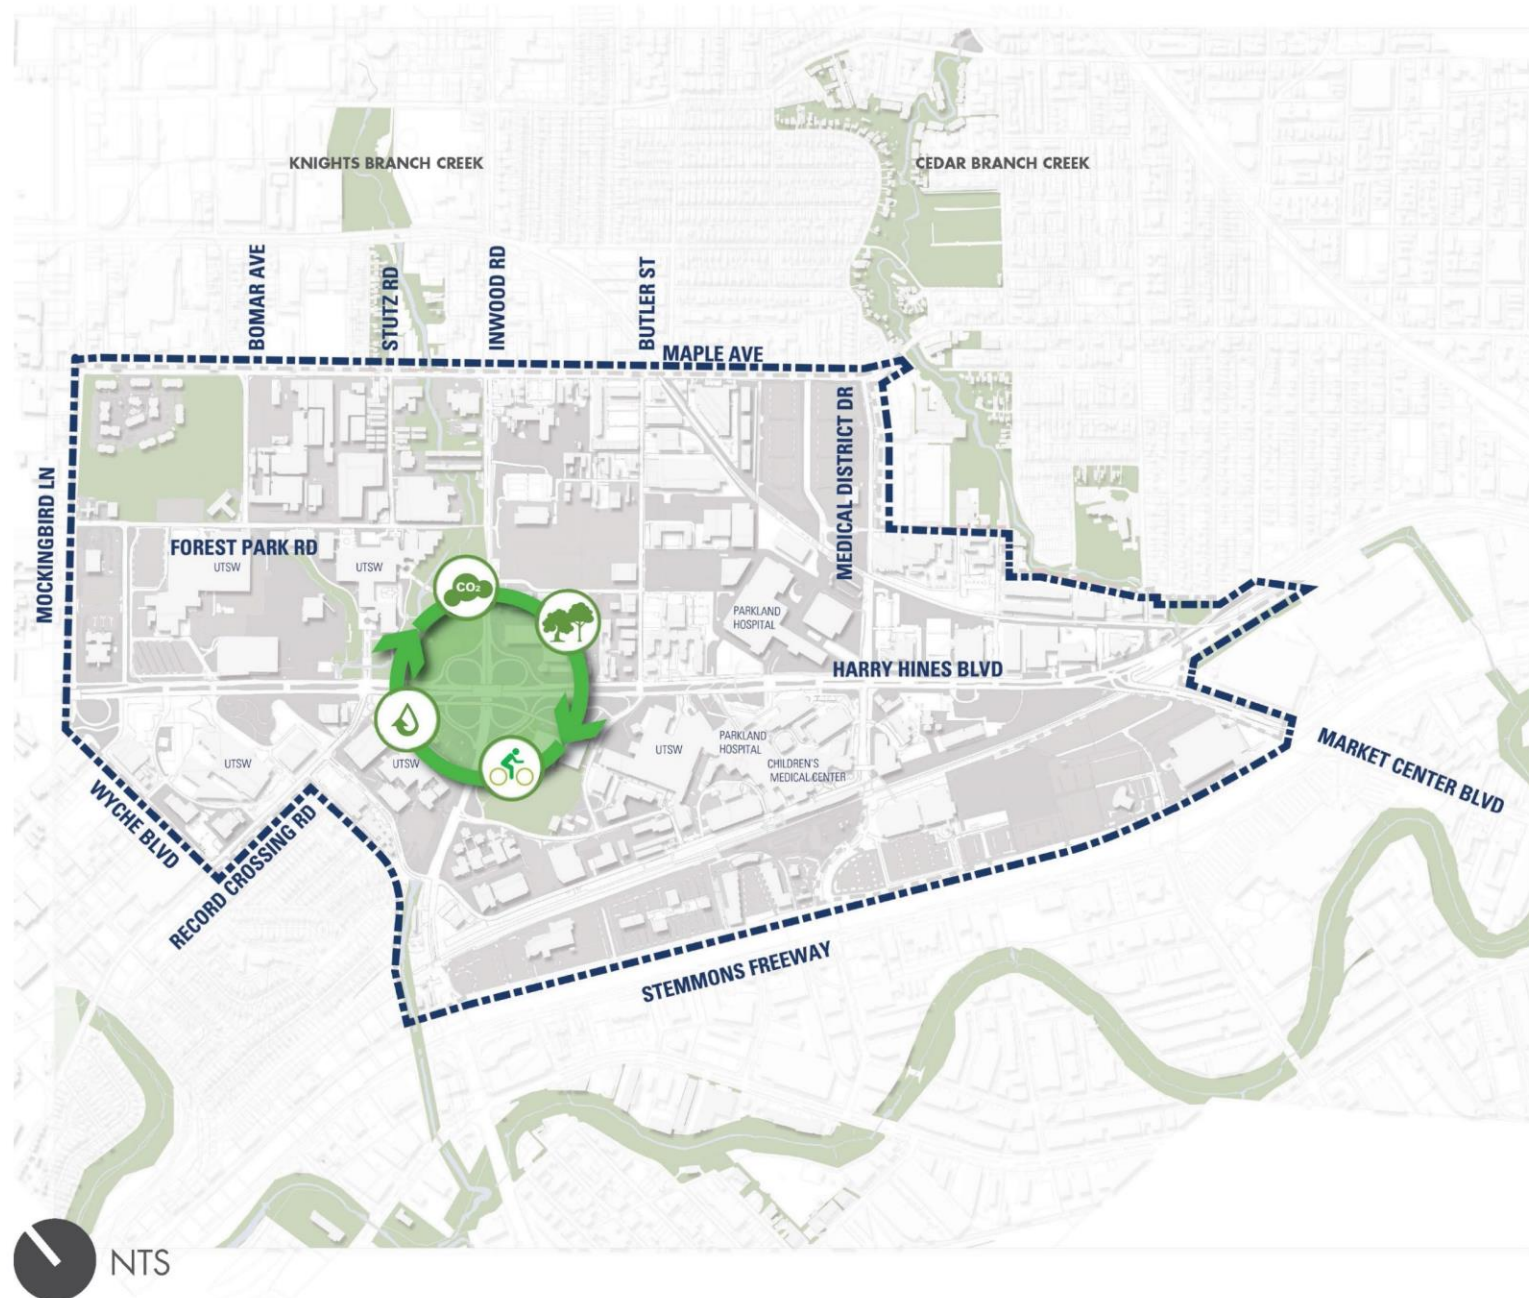 KNIGHTS BRANCH CREEK
CEDAR BRANCH CREEK
BOMAR AVE
STUTZ RD
INWOOD RD
BUTLER ST
MAPLE AVE
MEDICAL DISTRICT DR
MOCKINGBIRD LN
FOREST PARK RD
UTSW
UTSW
CO₂
PARKLAND
HOSPITAL
HARRY HINES BLVD
UTSW
UTSW
UTSW
PARKLAND
HOSPITAL
CHILDREN'S
MEDICAL CENTER
MARKET CENTER BLVD
WYCHE BLVD
RECORD CROSSING RD
STEMMONS FREEWAY
NTS